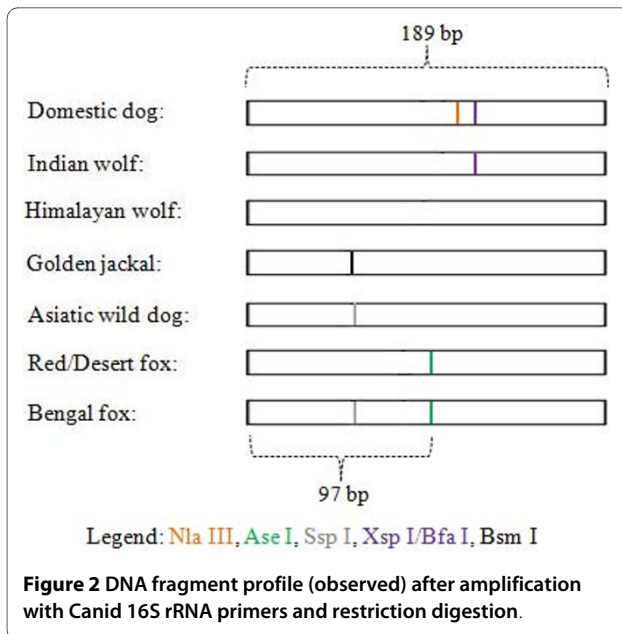 189 bp
Domestic dog:
Indian wolf:
Himalayan wolf:
Golden jackal:
Asiatic wild dog:
Red/Desert fox:
Bengal fox:
97 bp
Legend: Nla III, Ase I, Ssp I, Xsp I/Bfa I, Bsm I
Figure 2 DNA fragment profile (observed) after amplification
with Canid 16S rRNA primers and restriction digestion.